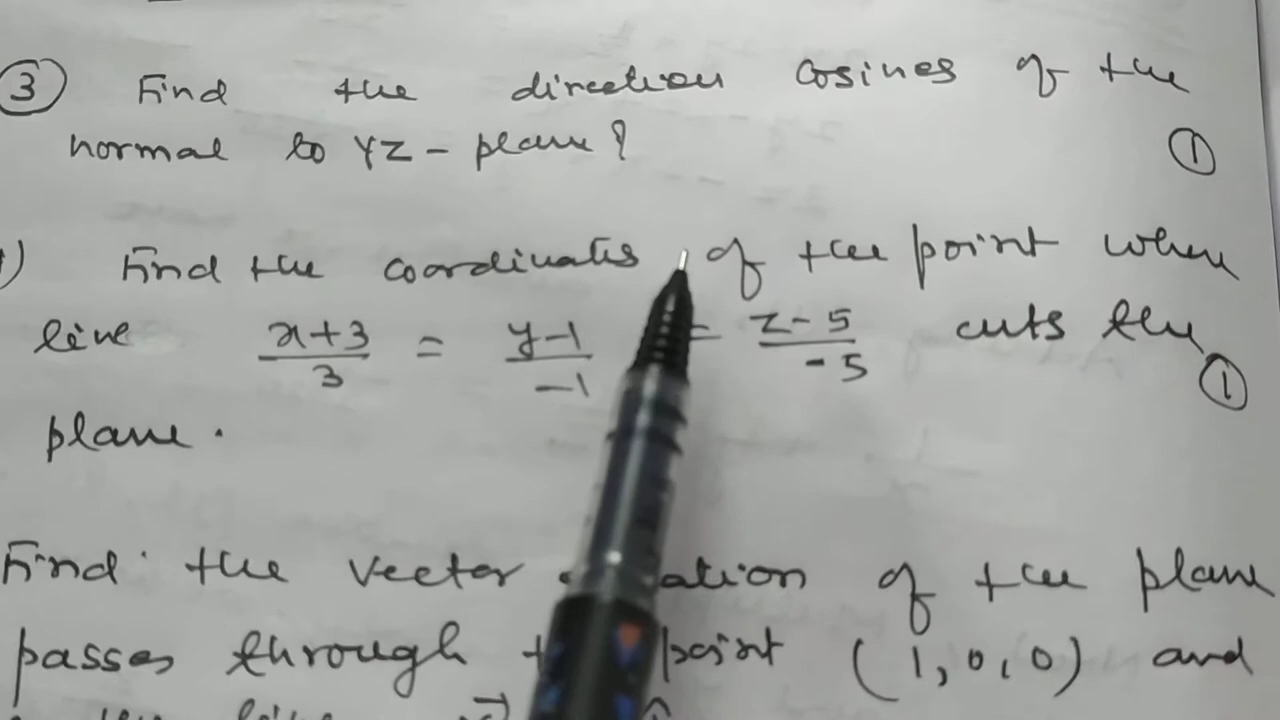 ③ Find the direction cosines of the
normal to YZ - plane? ①
) Find the coordinates of the point when
line x+3/3 = y-1/-1 = z-5/-5 cuts the
plane. ①
Find the vector of the plane
passes through point (1,0,0) and